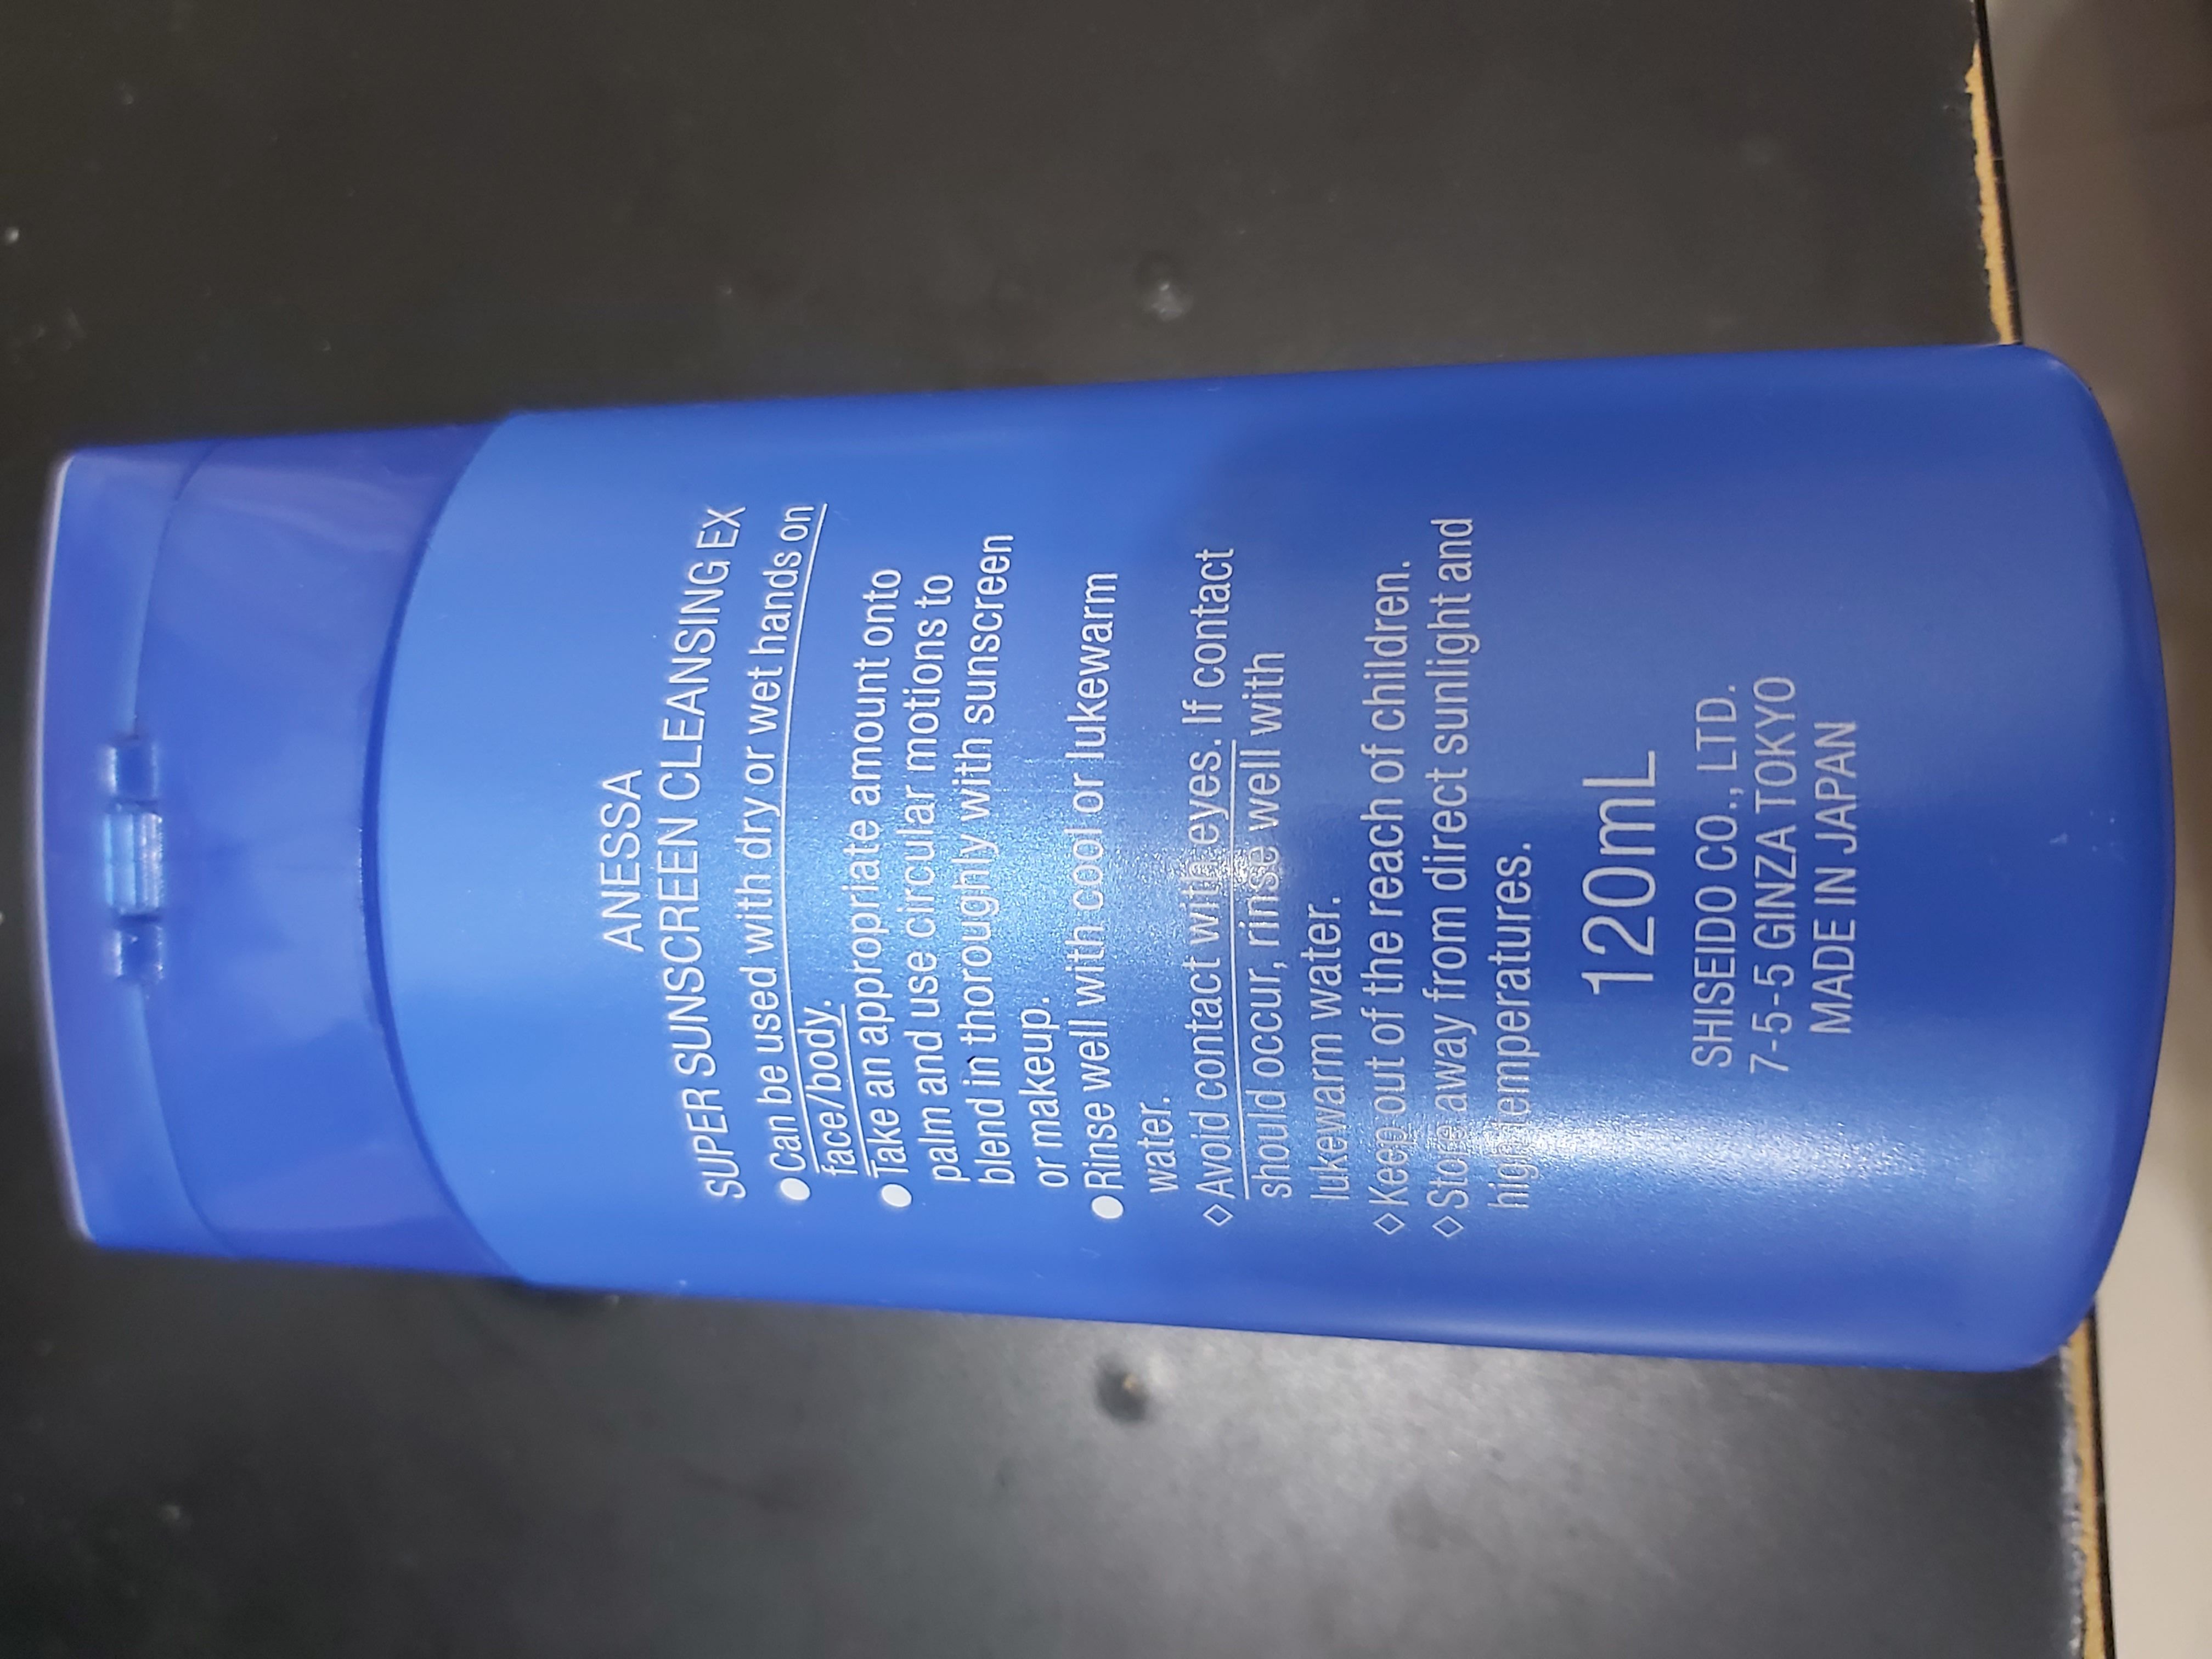 ANESSA
SUPER SUNSCREEN CLEANSING EX
● Can be used with dry or wet hands on
face/body.
● Take an appropriate amount onto
palm and use circular motions to
blend in thoroughly with sunscreen
or makeup.
● Rinse well with cool or lukewarm
water.
◇ Avoid contact with eyes. If contact
should occur, rinse well with
lukewarm water.
◇ Keep out of the reach of children.
◇ Store away from direct sunlight and
high temperatures.
120mL
SHISEIDO CO., LTD.
7-5-5 GINZA TOKYO
MADE IN JAPAN